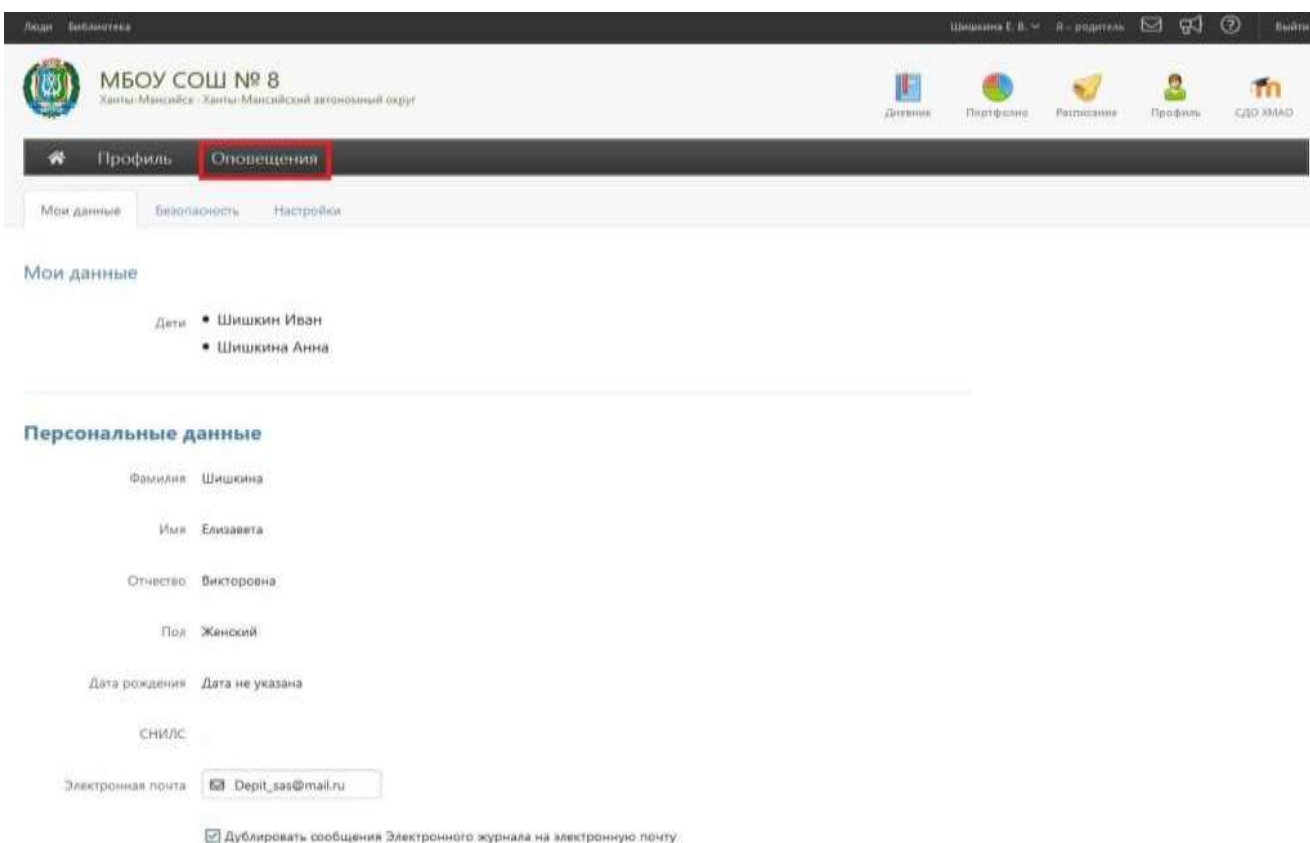 Люди Библиотека Шишкина Е. В. Я - родитель Выйти
МБОУ СОШ № 8
Ханты-Мансийск · Ханты-Мансийский автономный округ
Дневник Портфолио Расписание Профиль СДО ХМАО
Профиль Оповещения
Мои данные Безопасность Настройки
Мои данные
Дети • Шишкин Иван
• Шишкина Анна
Персональные данные
Фамилия Шишкина
Имя Елизавета
Отчество Викторовна
Пол Женский
Дата рождения Дата не указана
СНИЛС
Электронная почта Depit_sas@mail.ru
Дублировать сообщения Электронного журнала на электронную почту